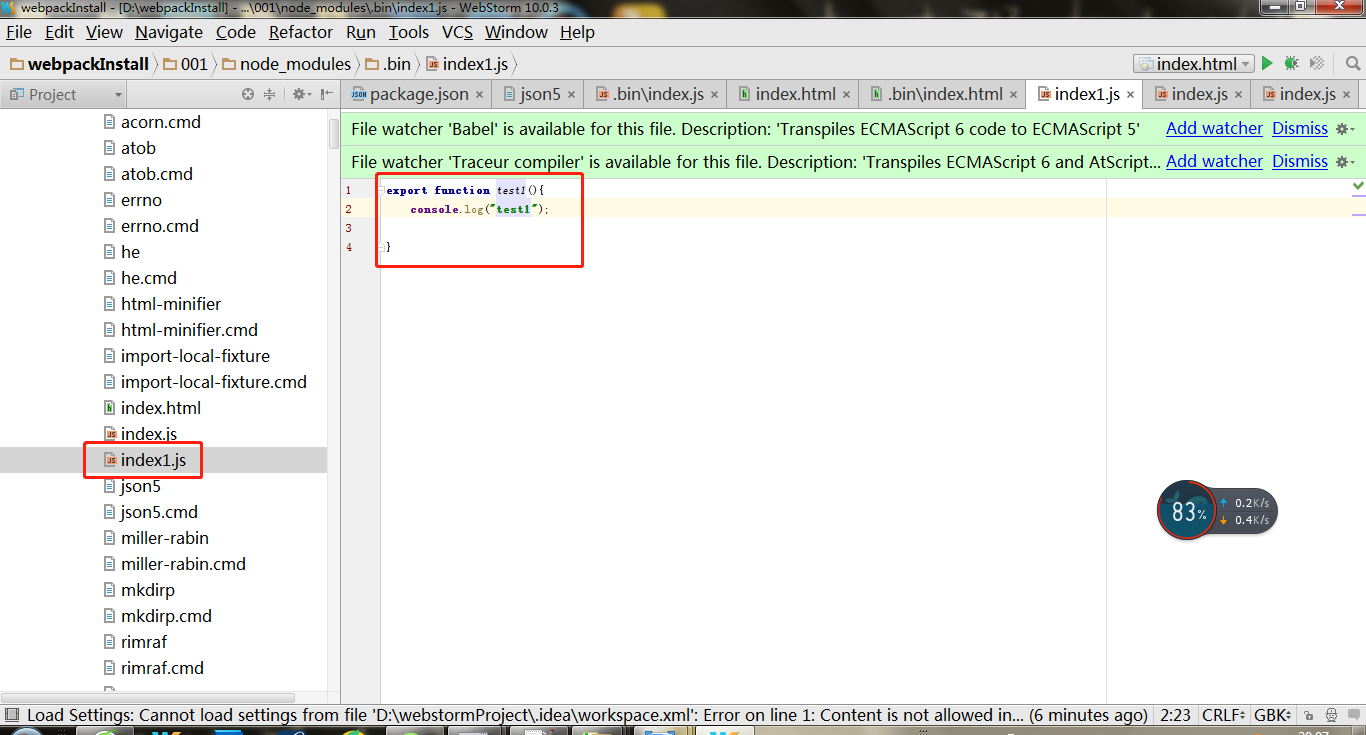 webpackInstall - [D:\webpackInstall] - ...\001\node_modules\.bin\index1.js - WebStorm 10.0.3
File Edit View Navigate Code Refactor Run Tools VCS Window Help
webpackInstall 001 node_modules .bin index1.js index.html
Project package.json json5 .bin\index.js index.html .bin\index.html index1.js index.js index.js
File watcher 'Babel' is available for this file. Description: 'Transpiles ECMAScript 6 code to ECMAScript 5' Add watcher Dismiss
File watcher 'Traceur compiler' is available for this file. Description: 'Transpiles ECMAScript 6 and AtScript... Add watcher Dismiss
1 export function test1(){
2 console.log("test1");
3
4 }
acorn.cmd
atob
atob.cmd
errno
errno.cmd
he
he.cmd
html-minifier
html-minifier.cmd
import-local-fixture
import-local-fixture.cmd
index.html
index.js
index1.js
json5
json5.cmd
miller-rabin
miller-rabin.cmd
mkdirp
mkdirp.cmd
rimraf
rimraf.cmd
83%
0.2K/s
0.4K/s
Load Settings: Cannot load settings from file 'D:\webstormProject\.idea\workspace.xml': Error on line 1: Content is not allowed in... (6 minutes ago) 2:23 CRLF GBK